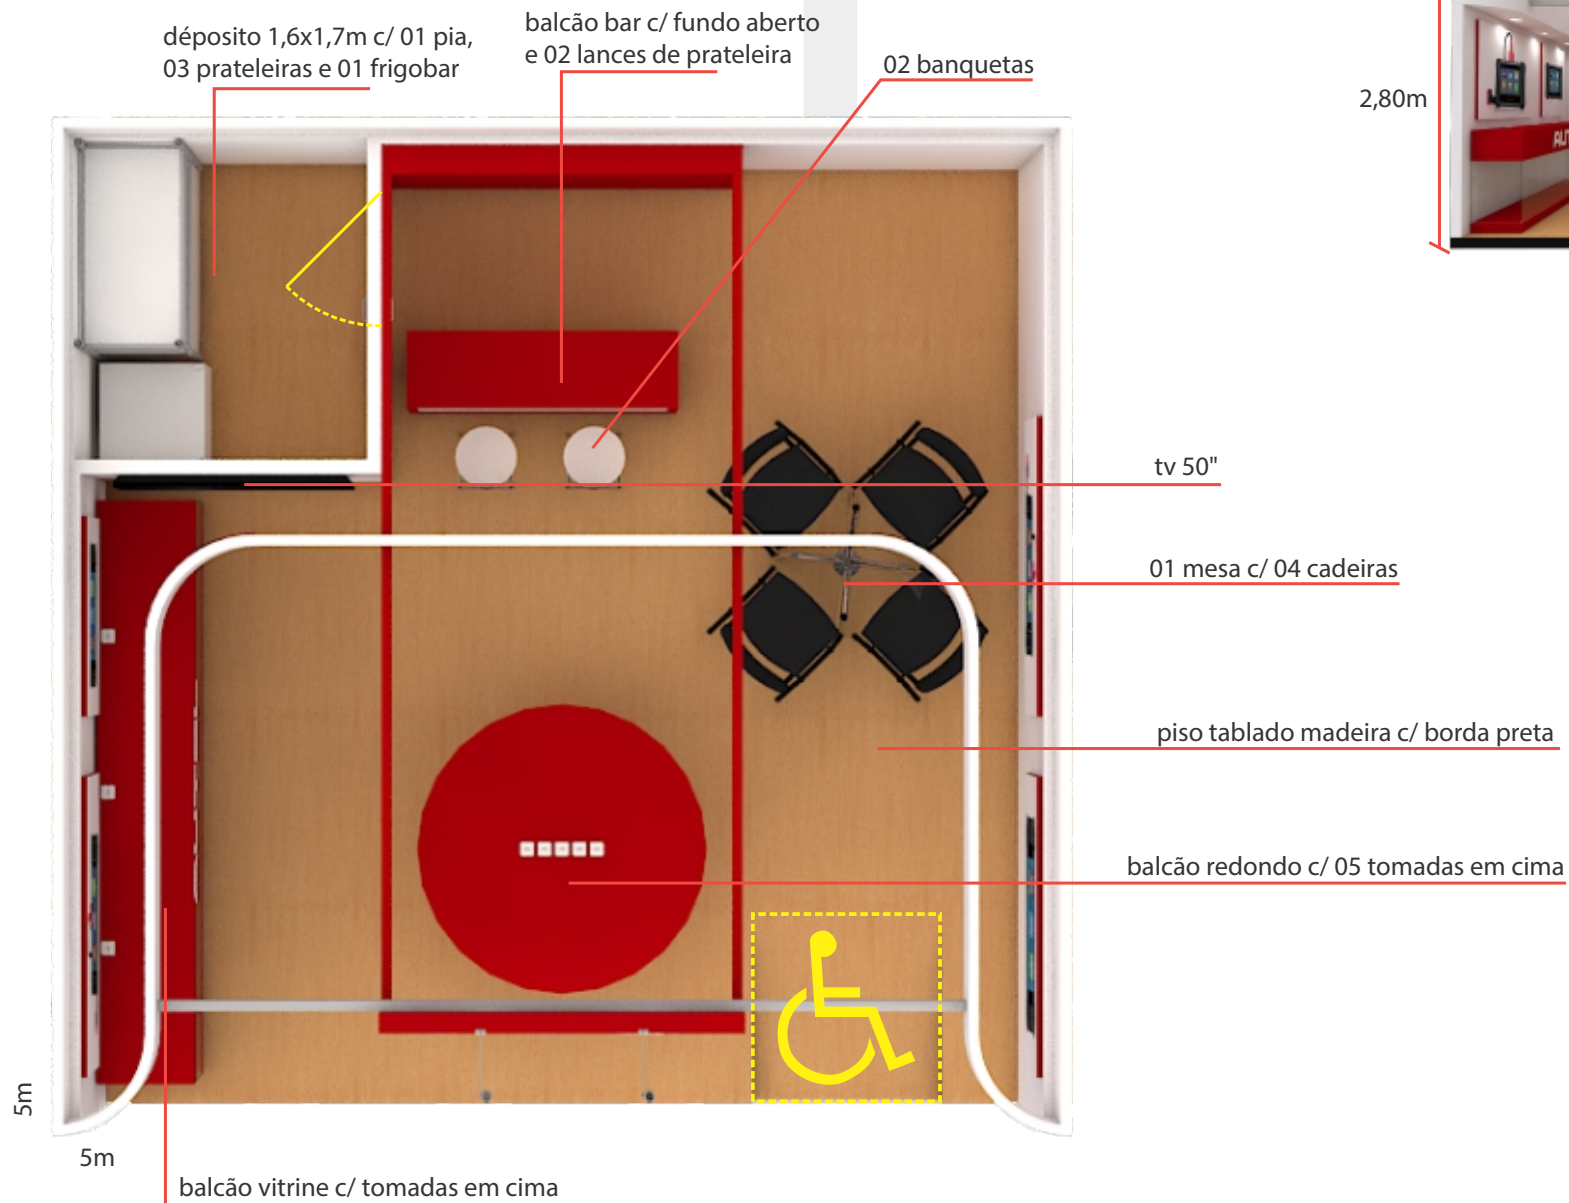 déposito 1,6x1,7m c/ 01 pia,
03 prateleiras e 01 frigobar
balcão bar c/ fundo aberto
e 02 lances de prateleira
02 banquetas
2,80m
tv 50"
01 mesa c/ 04 cadeiras
piso tablado madeira c/ borda preta
balcão redondo c/ 05 tomadas em cima
5m
5m
balcão vitrine c/ tomadas em cima